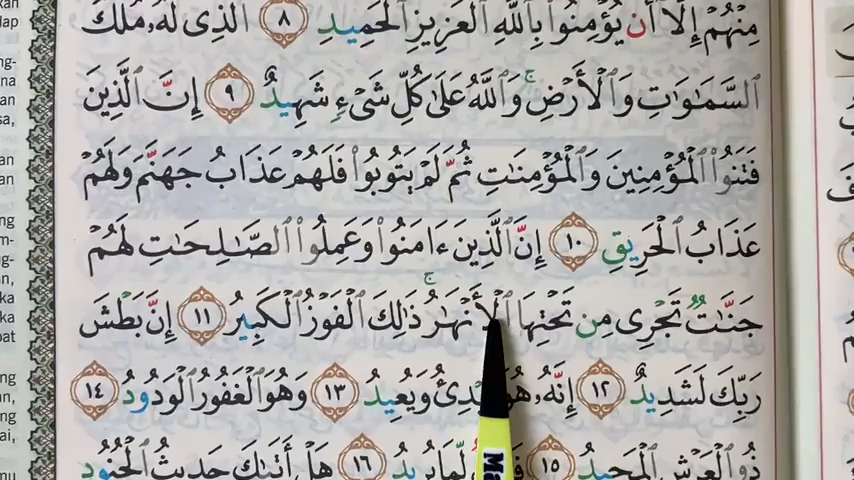 مِنْهُمْ إِلَّا أَن يُؤْمِنُوا۟ بِٱللَّهِ ٱلْعَزِيزِ ٱلْحَمِيدِ ٨ ٱلَّذِى لَهُۥ مُلْكُ
ٱلسَّمَٰوَٰتِ وَٱلْأَرْضِ ۚ وَٱللَّهُ عَلَىٰ كُلِّ شَىْءٍ شَهِيدٌ ٩ إِنَّ ٱلَّذِينَ
فَتَنُوا۟ ٱلْمُؤْمِنِينَ وَٱلْمُؤْمِنَٰتِ ثُمَّ لَمْ يَتُوبُوا۟ فَلَهُمْ عَذَابُ جَهَنَّمَ وَلَهُمْ
عَذَابُ ٱلْحَرِيقِ ١٠ إِنَّ ٱلَّذِينَ ءَامَنُوا۟ وَعَمِلُوا۟ ٱلصَّٰلِحَٰتِ لَهُمْ
جَنَّٰتٌ تَجْرِى مِن تَحْتِهَا ٱلْأَنْهَٰرُ ۚ ذَٰلِكَ ٱلْفَوْزُ ٱلْكَبِيرُ ١١ إِنَّ بَطْشَ
رَبِّكَ لَشَدِيدٌ ١٢ إِنَّهُۥ هُوَ يُبْدِئُ وَيُعِيدُ ١٣ وَهُوَ ٱلْغَفُورُ ٱلْوَدُودُ ١٤
ذُو ٱلْعَرْشِ ٱلْمَجِيدُ ١٥ لِّمَا يُرِيدُ ١٦ هَلْ أَتَىٰكَ حَدِيثُ ٱلْجُنُودِ